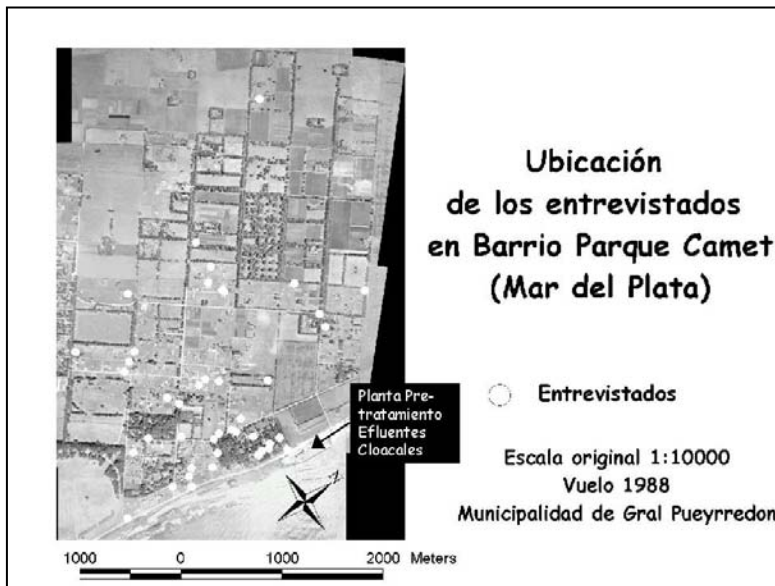 Ubicación
de los entrevistados
en Barrio Parque Camet
(Mar del Plata)
Entrevistados
Planta Pre-
tratamiento
Efluentes
Cloacales
Escala original 1:10000
Vuelo 1988
Municipalidad de Gral Pueyrredon
N
1000 0 1000 2000 Meters